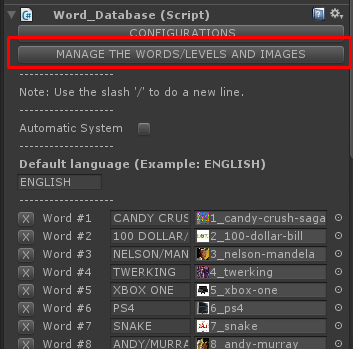 Word_Database (Script)
CONFIGURATIONS
MANAGE THE WORDS/LEVELS AND IMAGES
-------------------
Note: Use the slash '/' to do a new line.
-------------------
Automatic System
-------------------
Default language (Example: ENGLISH)
ENGLISH
-------------------
X Word #1 CANDY CRUS 1_candy-crush-saga
X Word #2 100 DOLLAR/ 2_100-dollar-bill
X Word #3 NELSON/MAN 3_nelson-mandela
X Word #4 TWERKING 4_twerking
X Word #5 XBOX ONE 5_xbox-one
X Word #6 PS4 6_ps4
X Word #7 SNAKE 7_snake
X Word #8 ANDY/MURRA 8_andy-murray